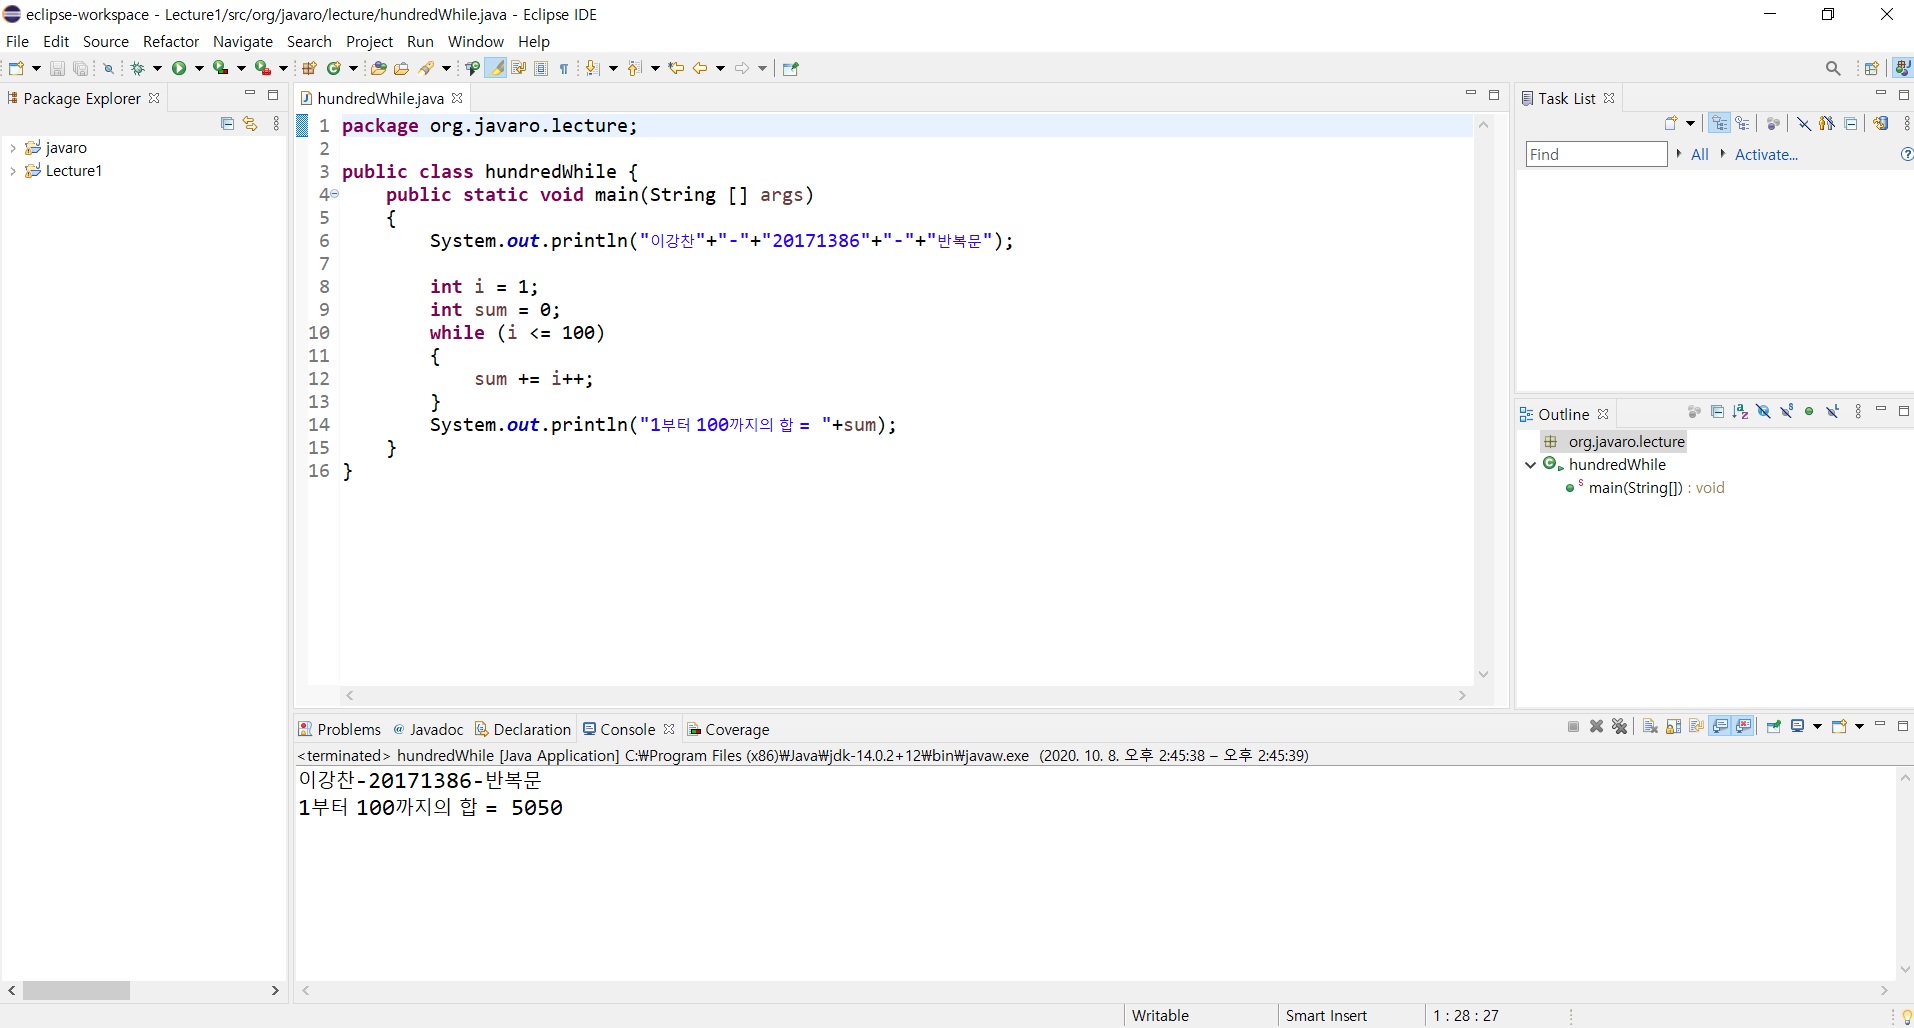 eclipse-workspace - Lecture1/src/org/javaro/lecture/hundredWhile.java - Eclipse IDE
File Edit Source Refactor Navigate Search Project Run Window Help
Package Explorer
javaro
Lecture1
hundredWhile.java
1 package org.javaro.lecture;
2
3 public class hundredWhile {
4 public static void main(String [] args)
5 {
6 System.out.println("이강찬"+"-"+"20171386"+"-"+"반복문");
7
8 int i = 1;
9 int sum = 0;
10 while (i <= 100)
11 {
12 sum += i++;
13 }
14 System.out.println("1부터 100까지의 합 = "+sum);
15 }
16 }
Task List
Find All Activate...
Outline
org.javaro.lecture
hundredWhile
main(String[]) : void
Problems Javadoc Declaration Console Coverage
<terminated> hundredWhile [Java Application] C:₩Program Files (x86)₩Java₩jdk-14.0.2+12₩bin₩javaw.exe (2020. 10. 8. 오후 2:45:38 – 오후 2:45:39)
이강찬-20171386-반복문
1부터 100까지의 합 = 5050
Writable Smart Insert 1 : 28 : 27